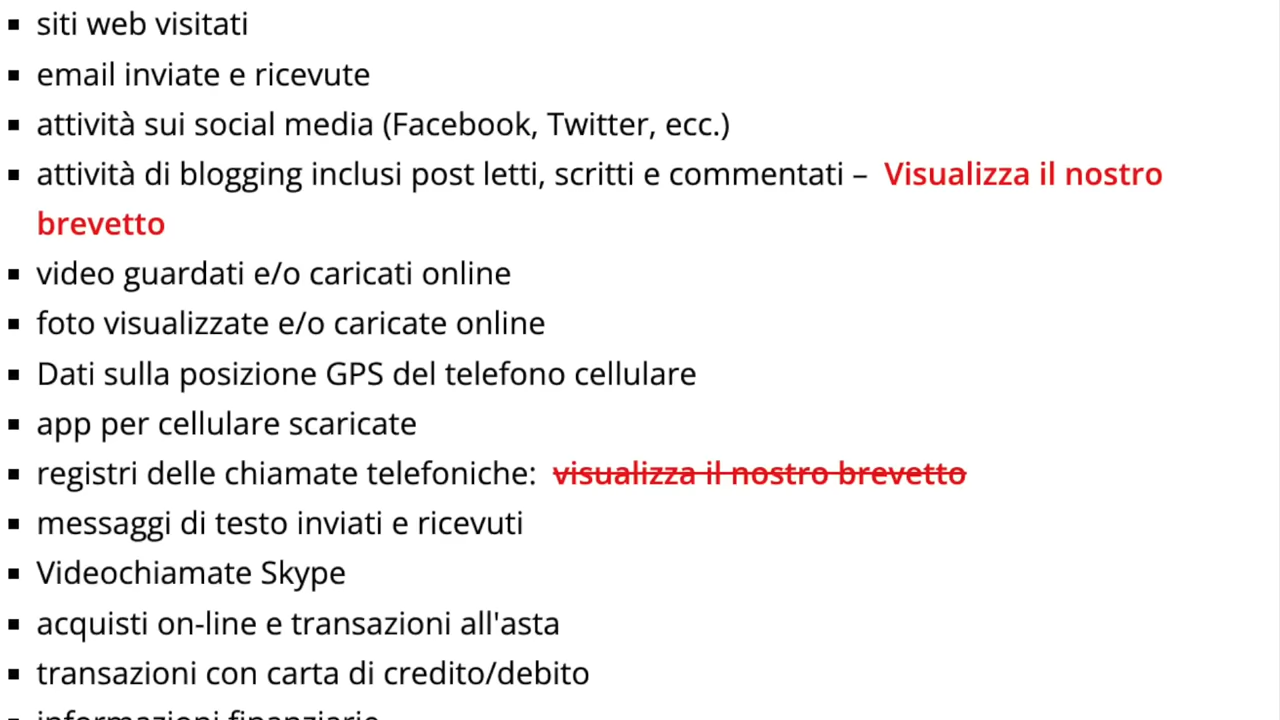 siti web visitati
email inviate e ricevute
attività sui social media (Facebook, Twitter, ecc.)
attività di blogging inclusi post letti, scritti e commentati – Visualizza il nostro
brevetto
video guardati e/o caricati online
foto visualizzate e/o caricate online
Dati sulla posizione GPS del telefono cellulare
app per cellulare scaricate
registri delle chiamate telefoniche: visualizza il nostro brevetto
messaggi di testo inviati e ricevuti
Videochiamate Skype
acquisti on-line e transazioni all'asta
transazioni con carta di credito/debito
informazioni finanziarie